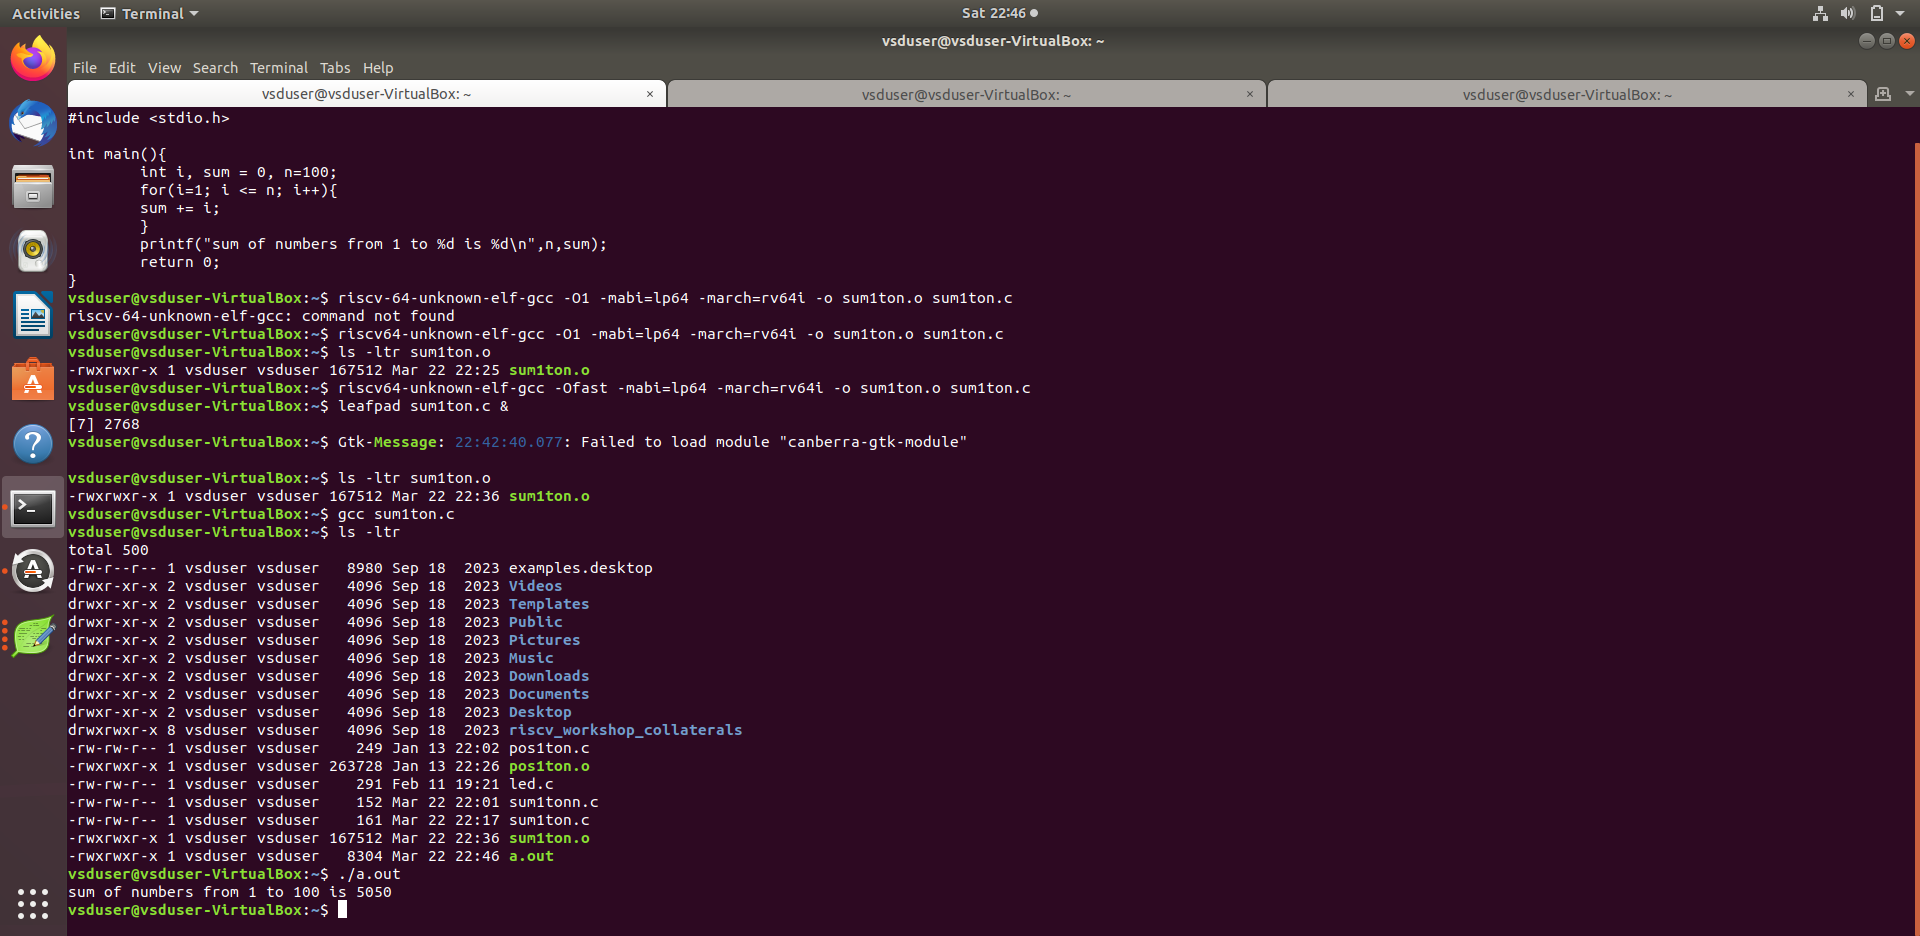 Activities
Terminal
Sat 22:46
vsduser@vsduser-VirtualBox: ~
File Edit View Search Terminal Tabs Help
vsduser@vsduser-VirtualBox: ~ × vsduser@vsduser-VirtualBox: ~ × vsduser@vsduser-VirtualBox: ~ ×
#include <stdio.h>
int main(){
        int i, sum = 0, n=100;
        for(i=1; i <= n; i++){
        sum += i;
        }
        printf("sum of numbers from 1 to %d is %d\n",n,sum);
        return 0;
}
vsduser@vsduser-VirtualBox:~$ riscv-64-unknown-elf-gcc -O1 -mabi=lp64 -march=rv64i -o sum1ton.o sum1ton.c
riscv-64-unknown-elf-gcc: command not found
vsduser@vsduser-VirtualBox:~$ riscv64-unknown-elf-gcc -O1 -mabi=lp64 -march=rv64i -o sum1ton.o sum1ton.c
vsduser@vsduser-VirtualBox:~$ ls -ltr sum1ton.o
-rwxrwxr-x 1 vsduser vsduser 167512 Mar 22 22:25 sum1ton.o
vsduser@vsduser-VirtualBox:~$ riscv64-unknown-elf-gcc -Ofast -mabi=lp64 -march=rv64i -o sum1ton.o sum1ton.c
vsduser@vsduser-VirtualBox:~$ leafpad sum1ton.c &
[7] 2768
vsduser@vsduser-VirtualBox:~$ Gtk-Message: 22:42:40.077: Failed to load module "canberra-gtk-module"
vsduser@vsduser-VirtualBox:~$ ls -ltr sum1ton.o
-rwxrwxr-x 1 vsduser vsduser 167512 Mar 22 22:36 sum1ton.o
vsduser@vsduser-VirtualBox:~$ gcc sum1ton.c
vsduser@vsduser-VirtualBox:~$ ls -ltr
total 500
-rw-r--r-- 1 vsduser vsduser   8980 Sep 18  2023 examples.desktop
drwxr-xr-x 2 vsduser vsduser   4096 Sep 18  2023 Videos
drwxr-xr-x 2 vsduser vsduser   4096 Sep 18  2023 Templates
drwxr-xr-x 2 vsduser vsduser   4096 Sep 18  2023 Public
drwxr-xr-x 2 vsduser vsduser   4096 Sep 18  2023 Pictures
drwxr-xr-x 2 vsduser vsduser   4096 Sep 18  2023 Music
drwxr-xr-x 2 vsduser vsduser   4096 Sep 18  2023 Downloads
drwxr-xr-x 2 vsduser vsduser   4096 Sep 18  2023 Documents
drwxr-xr-x 2 vsduser vsduser   4096 Sep 18  2023 Desktop
drwxrwxr-x 8 vsduser vsduser   4096 Sep 18  2023 riscv_workshop_collaterals
-rw-rw-r-- 1 vsduser vsduser    249 Jan 13 22:02 pos1ton.c
-rwxrwxr-x 1 vsduser vsduser 263728 Jan 13 22:26 pos1ton.o
-rw-rw-r-- 1 vsduser vsduser    291 Feb 11 19:21 led.c
-rw-rw-r-- 1 vsduser vsduser    152 Mar 22 22:01 sum1tonn.c
-rw-rw-r-- 1 vsduser vsduser    161 Mar 22 22:17 sum1ton.c
-rwxrwxr-x 1 vsduser vsduser 167512 Mar 22 22:36 sum1ton.o
-rwxrwxr-x 1 vsduser vsduser   8304 Mar 22 22:46 a.out
vsduser@vsduser-VirtualBox:~$ ./a.out
sum of numbers from 1 to 100 is 5050
vsduser@vsduser-VirtualBox:~$